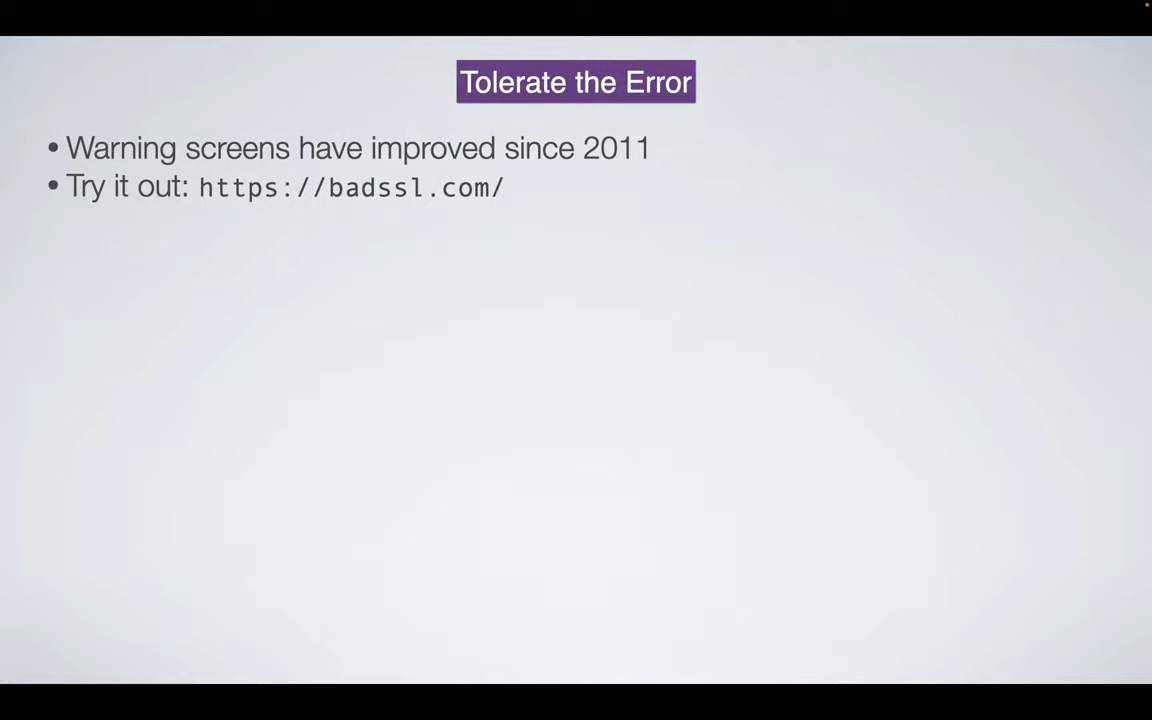 Tolerate the Error
• Warning screens have improved since 2011
• Try it out: https://badssl.com/